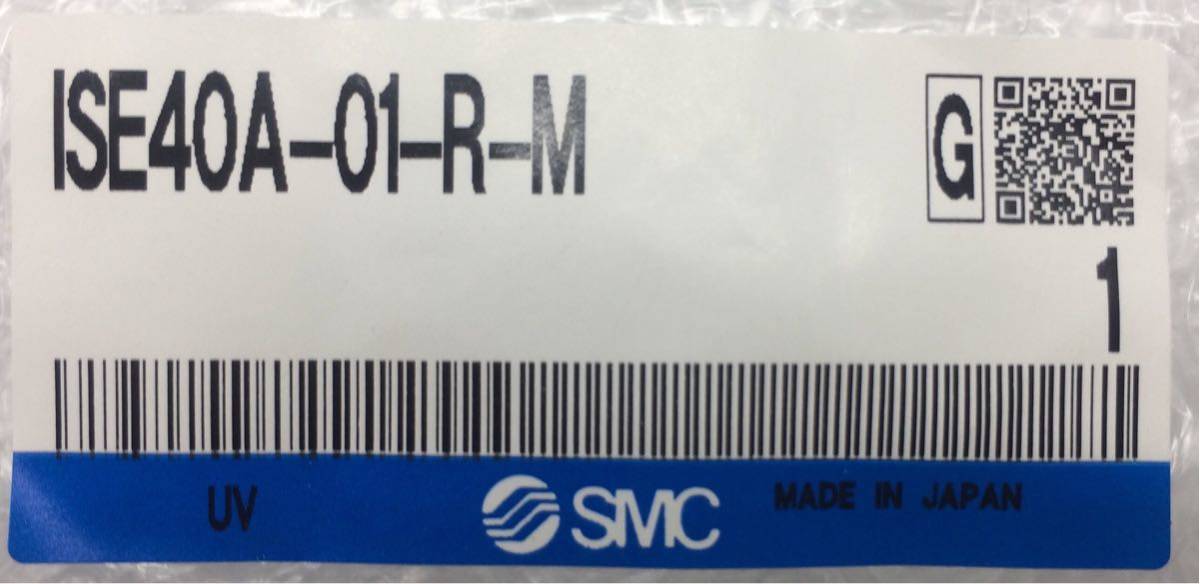 ISE40A-01-R-M
G
1
UV
SMC
MADE IN JAPAN